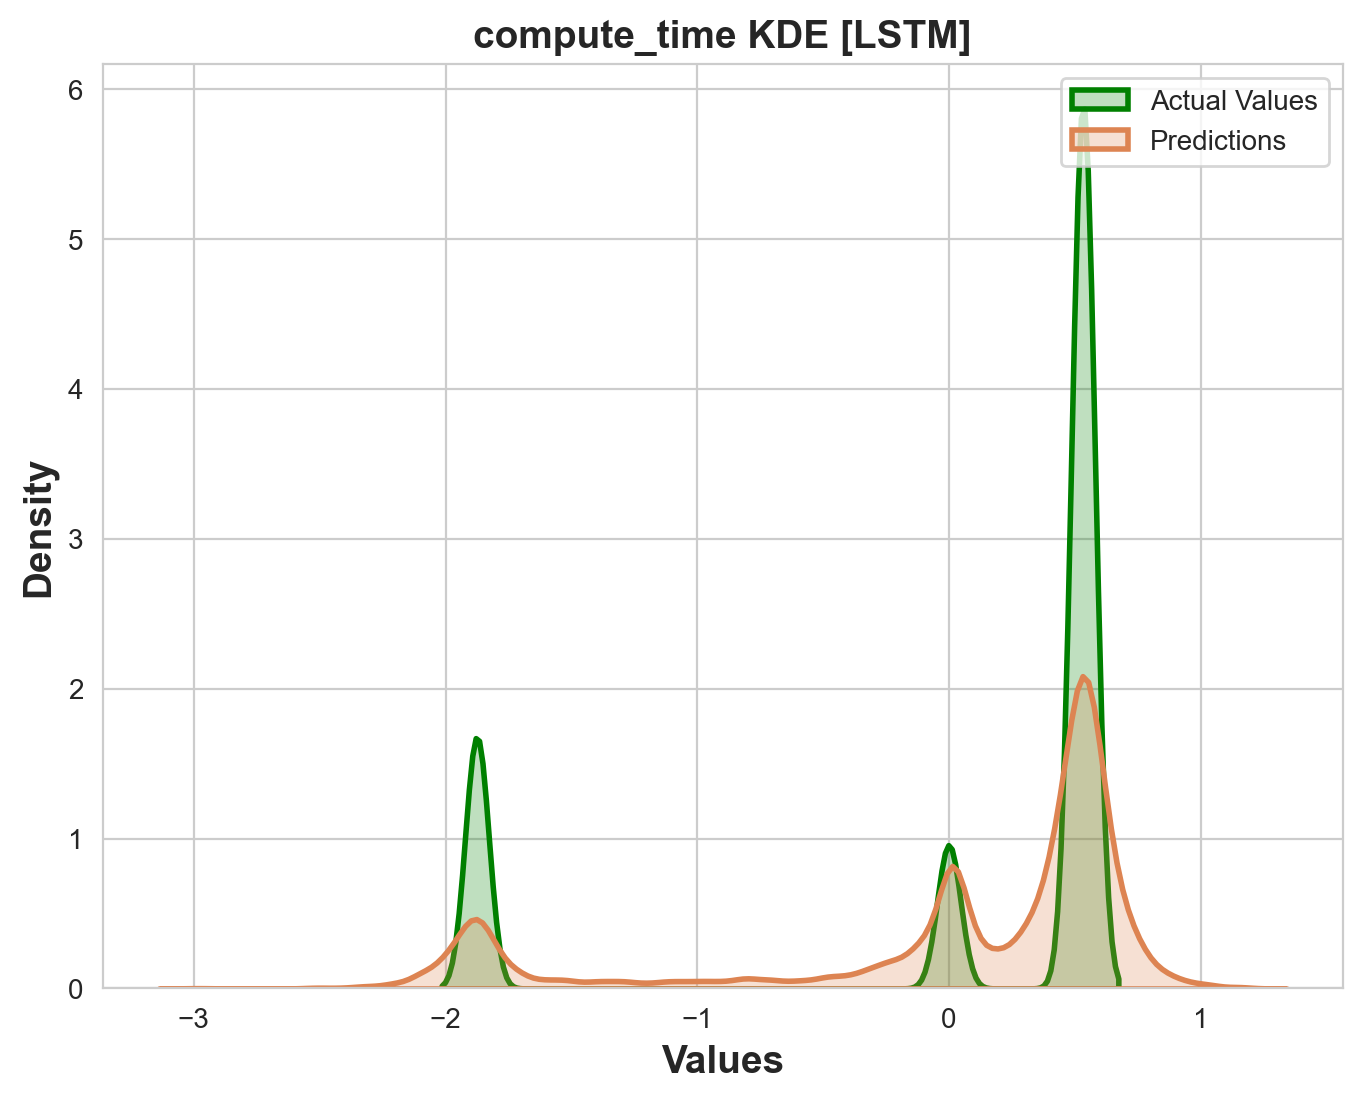 compute_time KDE [LSTM]
Actual Values
Predictions
6
5
4
3
2
1
0
Density
−3 −2 −1 0 1
Values